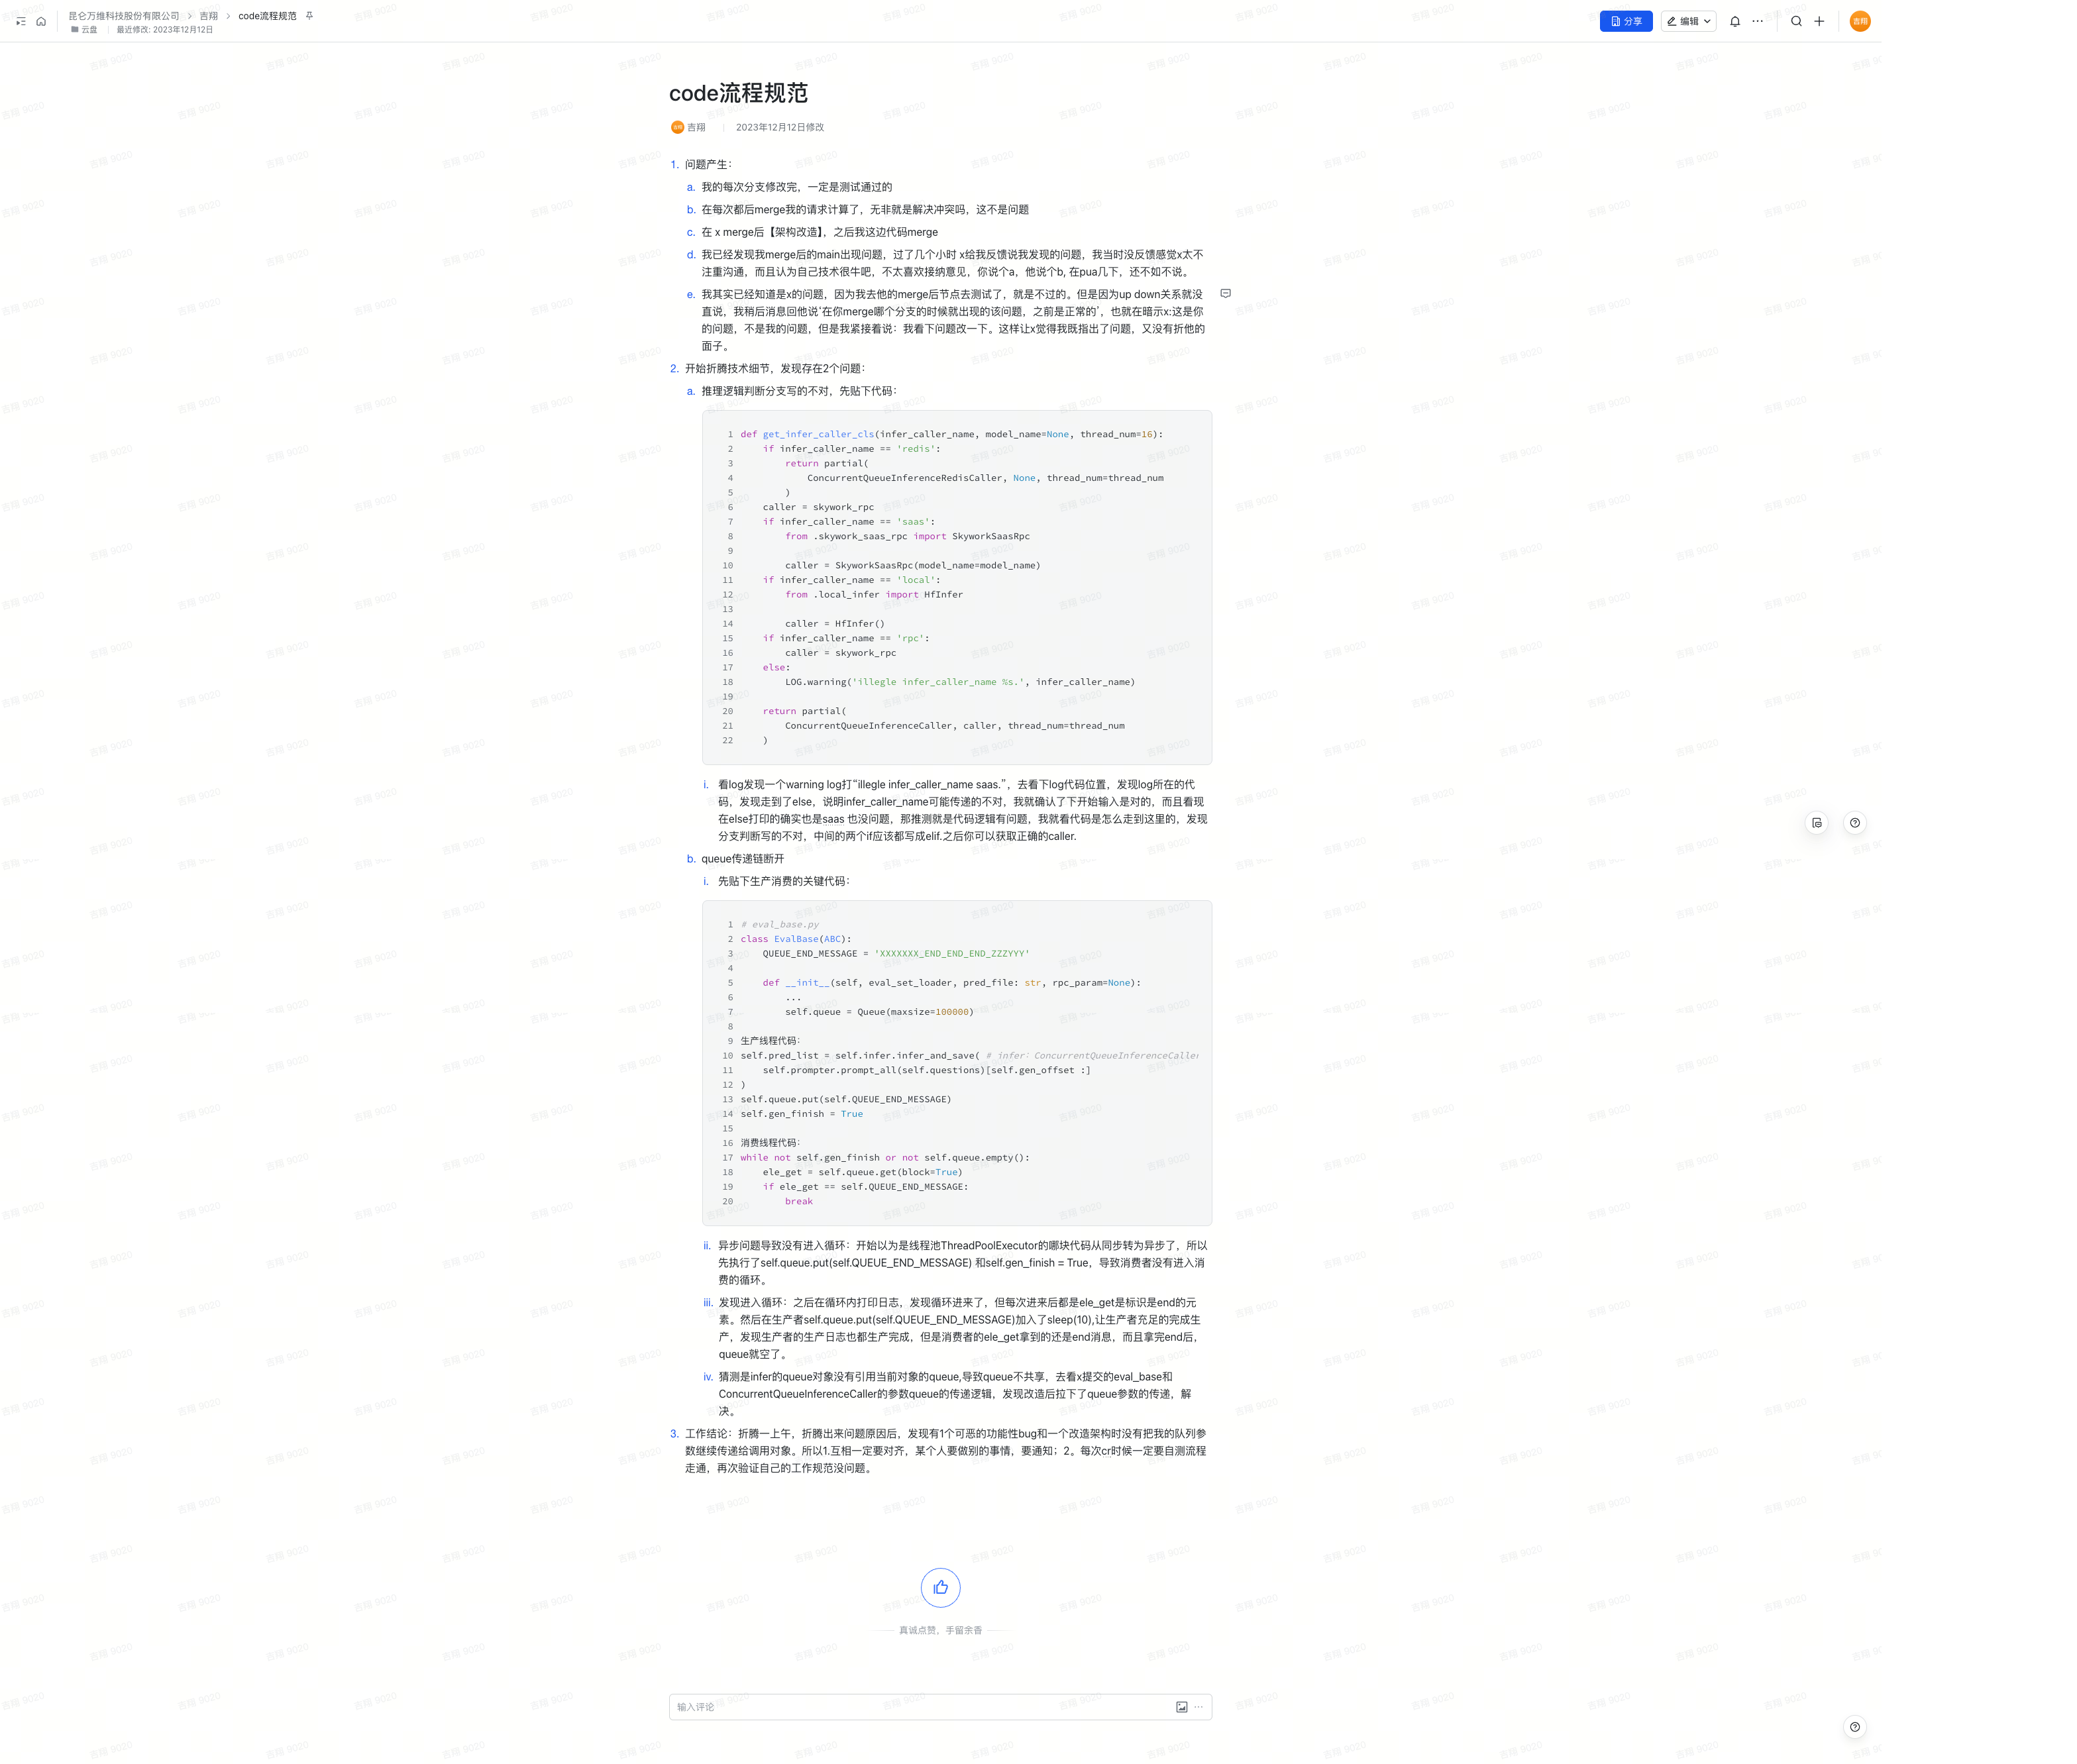 昆仑万维科技股份有限公司 > 吉翔 > code流程规范
云盘 | 最近修改: 2023年12月12日
分享
编辑
吉翔
code流程规范
吉翔 | 2023年12月12日修改
1. 问题产生：
a. 我的每次分支修改完，一定是测试通过的
b. 在每次都后merge我的请求计算了，无非就是解决冲突吗，这不是问题
c. 在 x merge后【架构改造】，之后我这边代码merge
d. 我已经发现我merge后的main出现问题，过了几个小时 x给我反馈说我发现的问题，我当时没反馈感觉x太不
注重沟通，而且认为自己技术很牛吧，不太喜欢接纳意见，你说个a，他说个b, 在pua几下，还不如不说。
e. 我其实已经知道是x的问题，因为我去他的merge后节点去测试了，就是不过的。但是因为up down关系就没
直说，我稍后消息回他说‘在你merge哪个分支的时候就出现的该问题，之前是正常的’，也就在暗示x:这是你
的问题，不是我的问题，但是我紧接着说：我看下问题改一下。这样让x觉得我既指出了问题，又没有折他的
面子。
2. 开始折腾技术细节，发现存在2个问题：
a. 推理逻辑判断分支写的不对，先贴下代码：
1 def get_infer_caller_cls(infer_caller_name, model_name=None, thread_num=16):
2     if infer_caller_name == 'redis':
3         return partial(
4             ConcurrentQueueInferenceRedisCaller, None, thread_num=thread_num
5         )
6     caller = skywork_rpc
7     if infer_caller_name == 'saas':
8         from .skywork_saas_rpc import SkyworkSaasRpc
9
10         caller = SkyworkSaasRpc(model_name=model_name)
11     if infer_caller_name == 'local':
12         from .local_infer import HfInfer
13
14         caller = HfInfer()
15     if infer_caller_name == 'rpc':
16         caller = skywork_rpc
17     else:
18         LOG.warning('illegle infer_caller_name %s.', infer_caller_name)
19
20     return partial(
21         ConcurrentQueueInferenceCaller, caller, thread_num=thread_num
22     )
i. 看log发现一个warning log打“illegle infer_caller_name saas.”，去看下log代码位置，发现log所在的代
码，发现走到了else，说明infer_caller_name可能传递的不对，我就确认了下开始输入是对的，而且看现
在else打印的确实也是saas 也没问题，那推测就是代码逻辑有问题，我就看代码是怎么走到这里的，发现
分支判断写的不对，中间的两个if应该都写成elif.之后你可以获取正确的caller.
b. queue传递链断开
i. 先贴下生产消费的关键代码：
1 # eval_base.py
2 class EvalBase(ABC):
3     QUEUE_END_MESSAGE = 'XXXXXXX_END_END_END_ZZZYYY'
4
5     def __init__(self, eval_set_loader, pred_file: str, rpc_param=None):
6         ...
7         self.queue = Queue(maxsize=100000)
8
9 生产线程代码：
10 self.pred_list = self.infer.infer_and_save( # infer: ConcurrentQueueInferenceCaller
11     self.prompter.prompt_all(self.questions)[self.gen_offset :]
12 )
13 self.queue.put(self.QUEUE_END_MESSAGE)
14 self.gen_finish = True
15
16 消费线程代码：
17 while not self.gen_finish or not self.queue.empty():
18     ele_get = self.queue.get(block=True)
19     if ele_get == self.QUEUE_END_MESSAGE:
20         break
ii. 异步问题导致没有进入循环：开始以为是线程池ThreadPoolExecutor的哪块代码从同步转为异步了，所以
先执行了self.queue.put(self.QUEUE_END_MESSAGE) 和self.gen_finish = True，导致消费者没有进入消
费的循环。
iii. 发现进入循环：之后在循环内打印日志，发现循环进来了，但每次进来后都是ele_get是标识是end的元
素。然后在生产者self.queue.put(self.QUEUE_END_MESSAGE)加入了sleep(10),让生产者充足的完成生
产，发现生产者的生产日志也都生产完成，但是消费者的ele_get拿到的还是end消息，而且拿完end后，
queue就空了。
iv. 猜测是infer的queue对象没有引用当前对象的queue,导致queue不共享，去看x提交的eval_base和
ConcurrentQueueInferenceCaller的参数queue的传递逻辑，发现改造后拉下了queue参数的传递，解
决。
3. 工作结论：折腾一上午，折腾出来问题原因后，发现有1个可恶的功能性bug和一个改造架构时没有把我的队列参
数继续传递给调用对象。所以1.互相一定要对齐，某个人要做别的事情，要通知；2。每次cr时候一定要自测流程
走通，再次验证自己的工作规范没问题。
真诚点赞，手留余香
输入评论
吉翔 9020